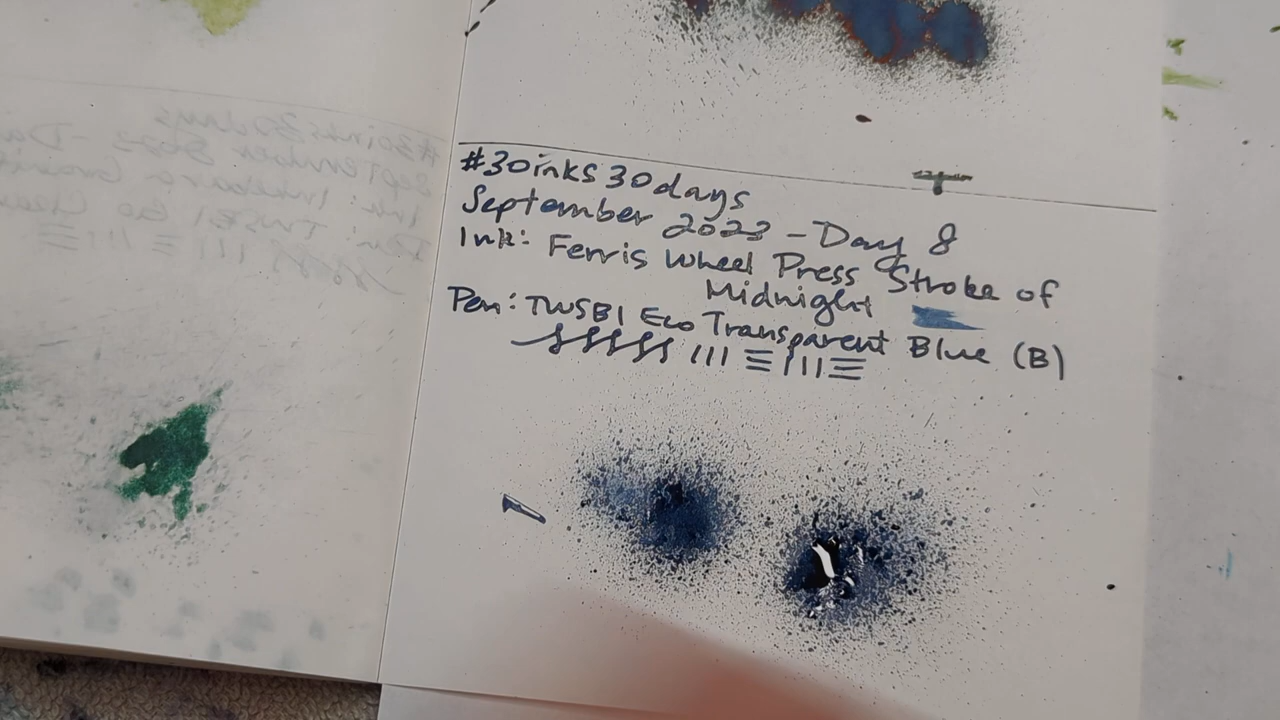 #30inks30days
September 2023 - Day 8
Ink: Ferris Wheel Press Stroke of
Midnight
Pen: TWSBI Eco Transparent Blue (B)